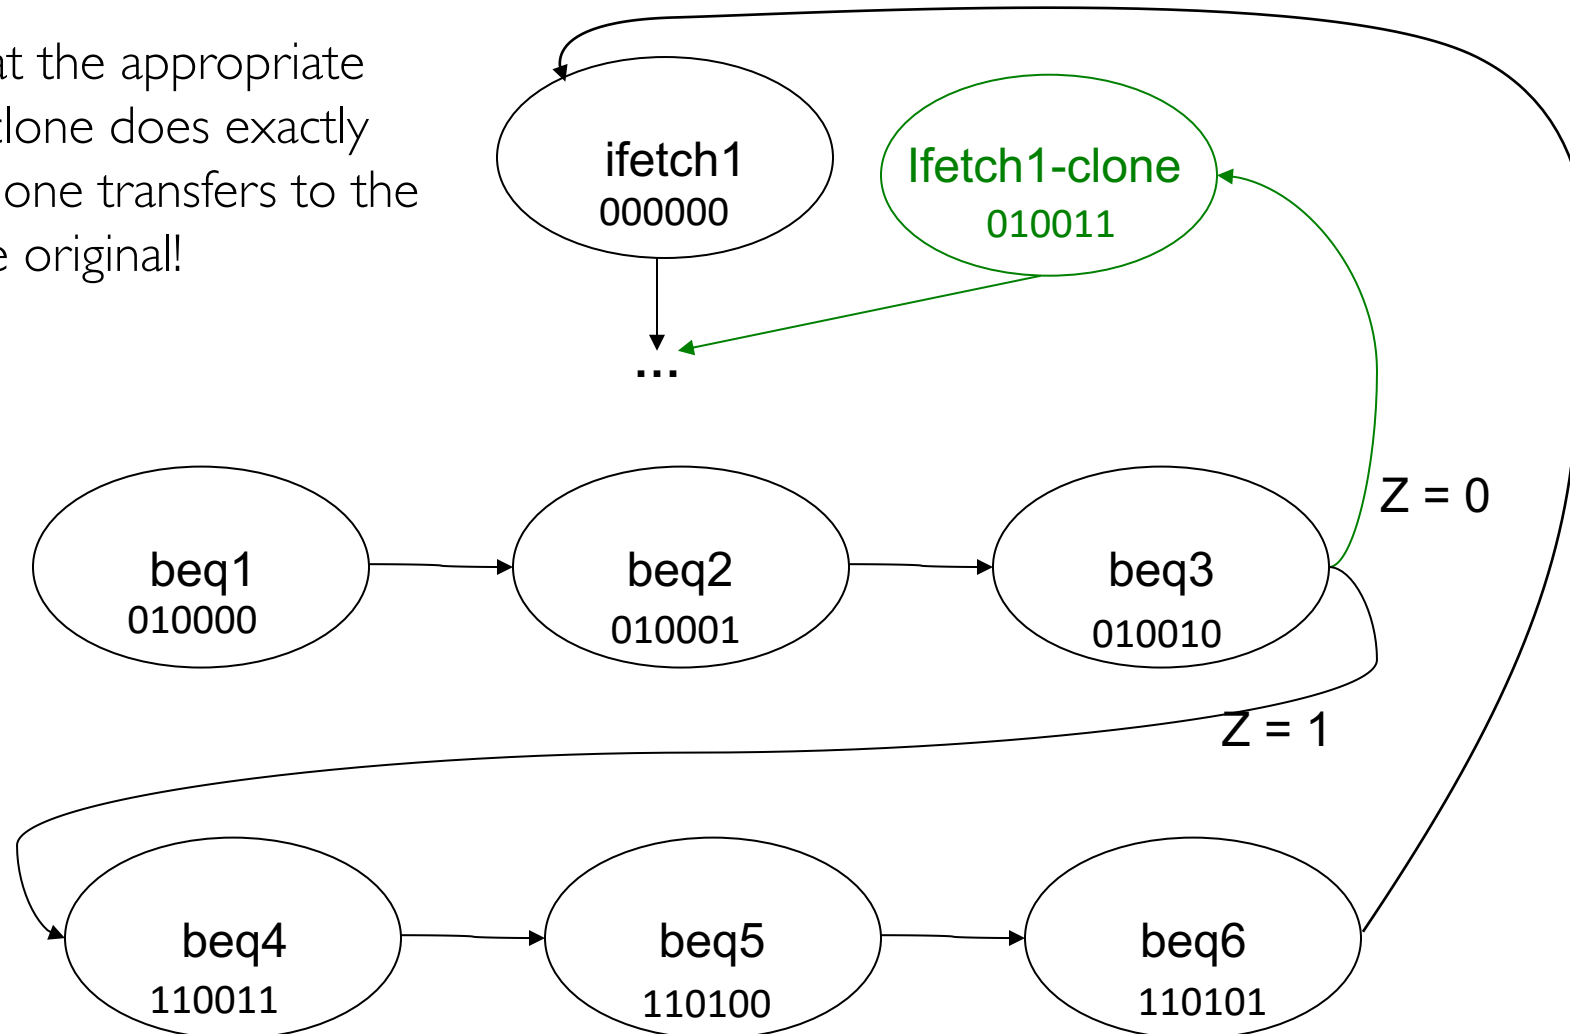 at the appropriate
clone does exactly
one transfers to the
e original!
ifetch1
000000
Ifetch1-clone
010011
...
Z = 0
beq1
010000
beq2
010001
beq3
010010
Z = 1
beq4
110011
beq5
110100
beq6
110101